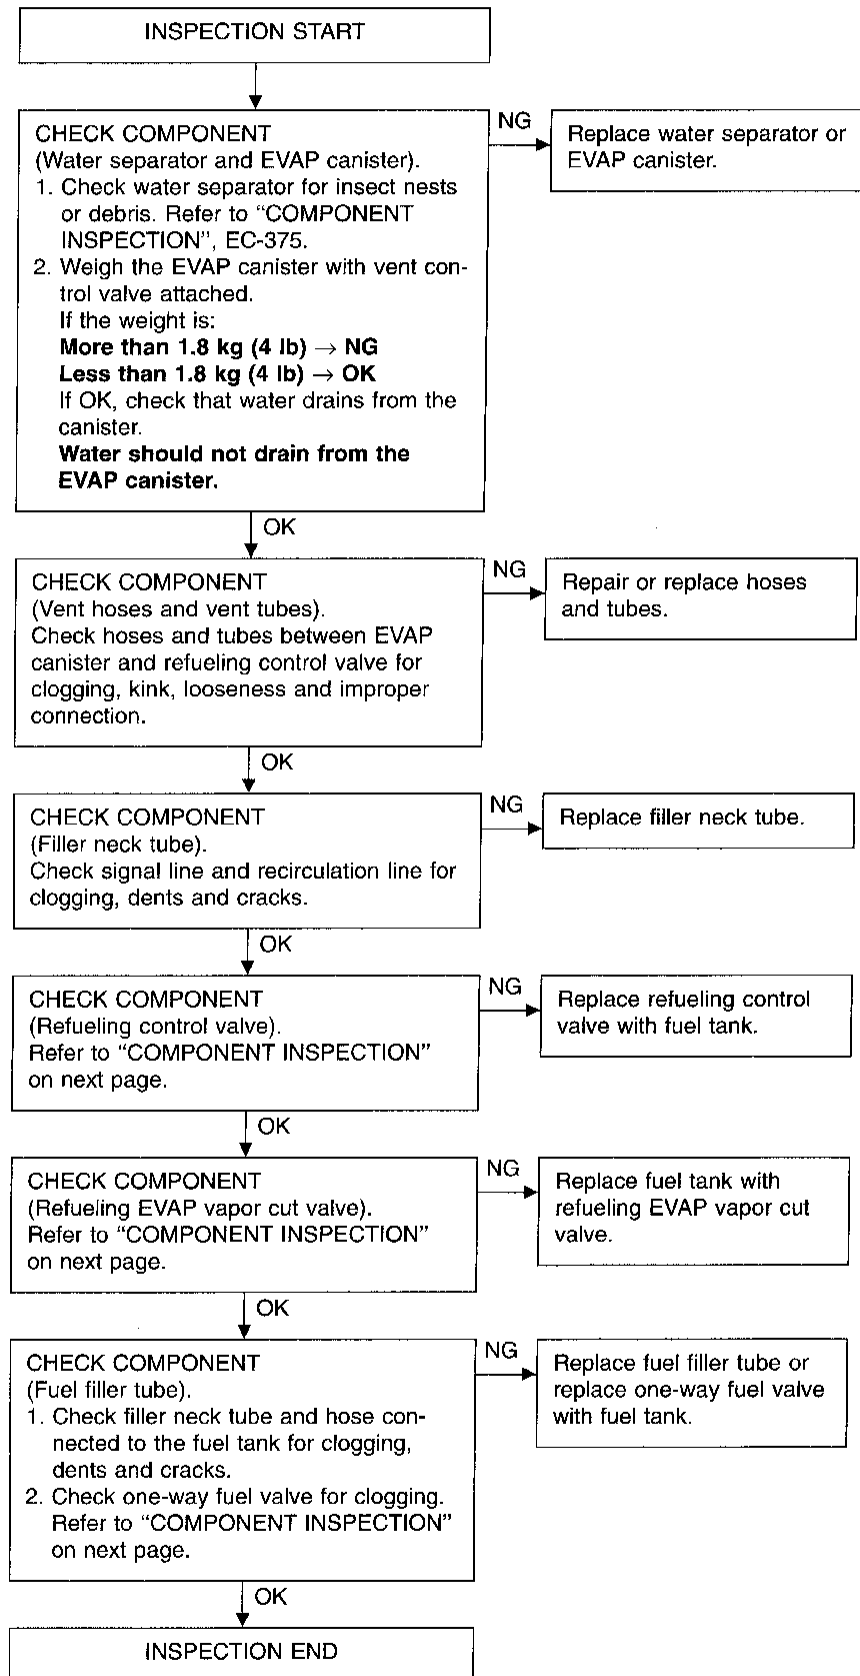 INSPECTION START
CHECK COMPONENT
(Water separator and EVAP canister).
1. Check water separator for insect nests
or debris. Refer to “COMPONENT
INSPECTION”, EC-375.
2. Weigh the EVAP canister with vent con-
trol valve attached.
If the weight is:
More than 1.8 kg (4 lb) → NG
Less than 1.8 kg (4 lb) → OK
If OK, check that water drains from the
canister.
Water should not drain from the
EVAP canister.
NG
Replace water separator or
EVAP canister.
OK
CHECK COMPONENT
(Vent hoses and vent tubes).
Check hoses and tubes between EVAP
canister and refueling control valve for
clogging, kink, looseness and improper
connection.
NG
Repair or replace hoses
and tubes.
OK
CHECK COMPONENT
(Filler neck tube).
Check signal line and recirculation line for
clogging, dents and cracks.
NG
Replace filler neck tube.
OK
CHECK COMPONENT
(Refueling control valve).
Refer to “COMPONENT INSPECTION”
on next page.
NG
Replace refueling control
valve with fuel tank.
OK
CHECK COMPONENT
(Refueling EVAP vapor cut valve).
Refer to “COMPONENT INSPECTION”
on next page.
NG
Replace fuel tank with
refueling EVAP vapor cut
valve.
OK
CHECK COMPONENT
(Fuel filler tube).
1. Check filler neck tube and hose con-
nected to the fuel tank for clogging,
dents and cracks.
2. Check one-way fuel valve for clogging.
Refer to “COMPONENT INSPECTION”
on next page.
NG
Replace fuel filler tube or
replace one-way fuel valve
with fuel tank.
OK
INSPECTION END